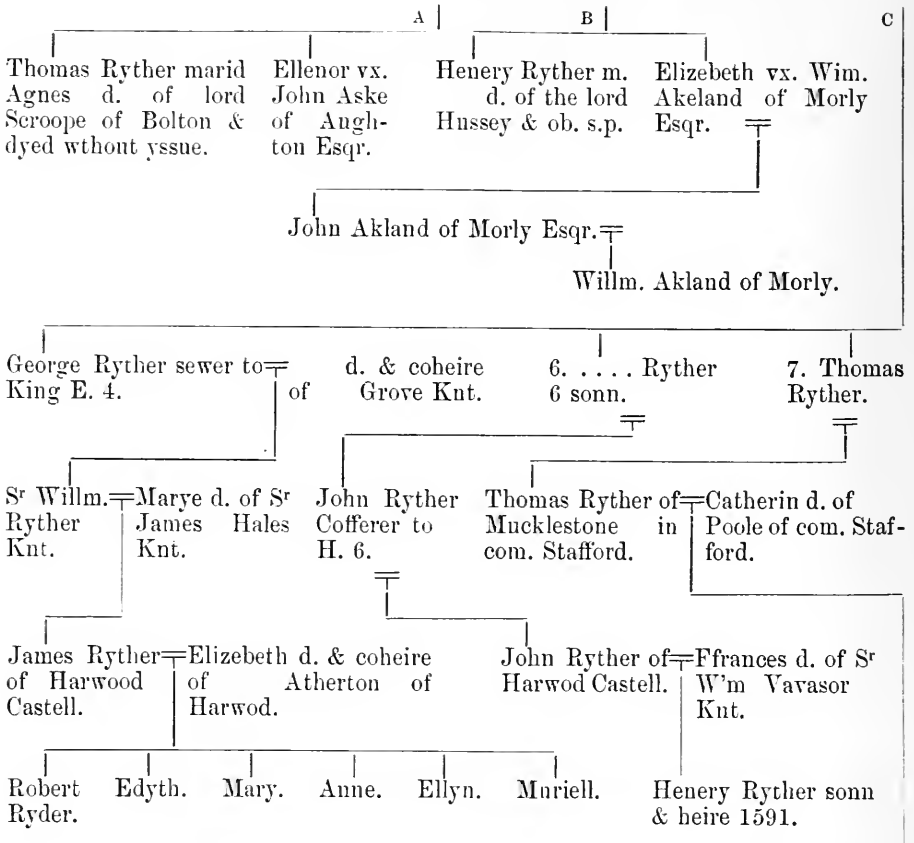 A B C
Thomas Ryther marid
Agnes d. of lord
Scroope of Bolton &
dyed wthout yssue.
Ellenor vx.
John Aske
of Augh-
ton Esqr.
Henery Ryther m.
d. of the lord
Hussey & ob. s.p.
Elizebeth vx. Wim.
Akeland of Morly
Esqr.
John Akland of Morly Esqr.
Willm. Akland of Morly.
George Ryther sewer to
King E. 4.
d. & coheire
of Grove Knt.
6. . . . . Ryther
6 sonn.
7. Thomas
Ryther.
Sr Willm.
Ryther
Knt.
Marye d. of Sr
James Hales
Knt.
John Ryther
Cofferer to
H. 6.
Thomas Ryther of
Mucklestone in
com. Stafford.
Catherin d. of
Poole of com. Staf-
ford.
James Ryther
of Harwood
Castell.
Elizebeth d. & coheire
of Atherton of
Harwod.
John Ryther of
Harwod Castell.
Ffrances d. of Sr
W'm Vavasor
Knt.
Robert
Ryder.
Edyth.
Mary.
Anne.
Ellyn.
Muriell.
Henery Ryther sonn
& heire 1591.